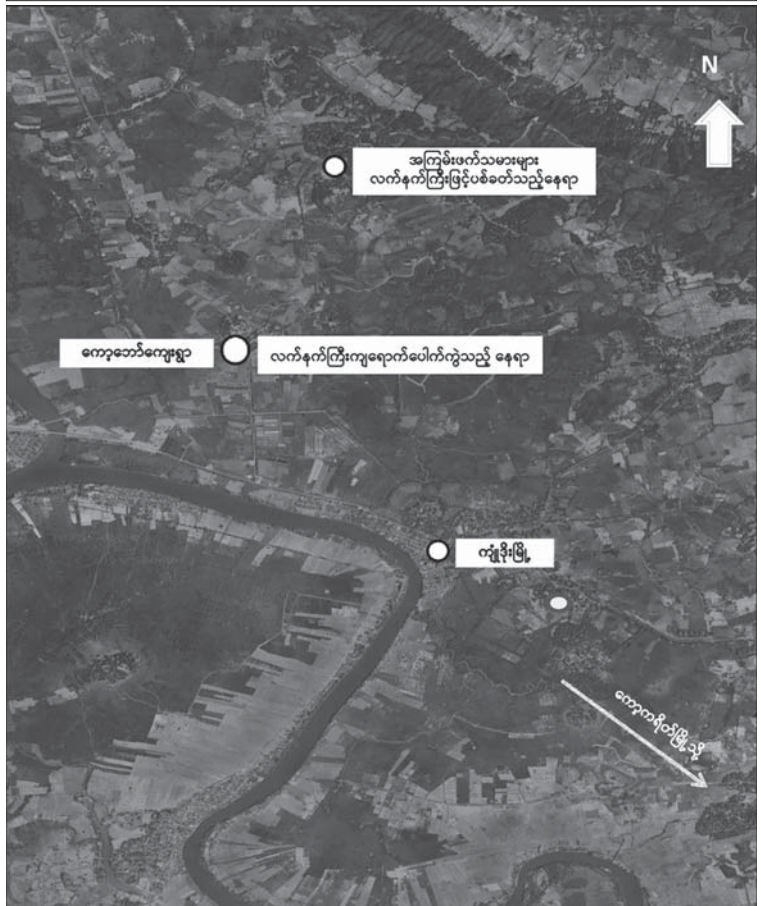 N
အကြမ်းဖက်သမားများ
လက်နက်ကြီးဖြင့်ပစ်ခတ်သည့်နေရာ
ကော့ဘော်ကျေးရွာ
လက်နက်ကြီးကျရောက်ပေါက်ကွဲသည့် နေရာ
ကျုံဒိုးမြို့
ကော့ကရိတ်မြို့သို့